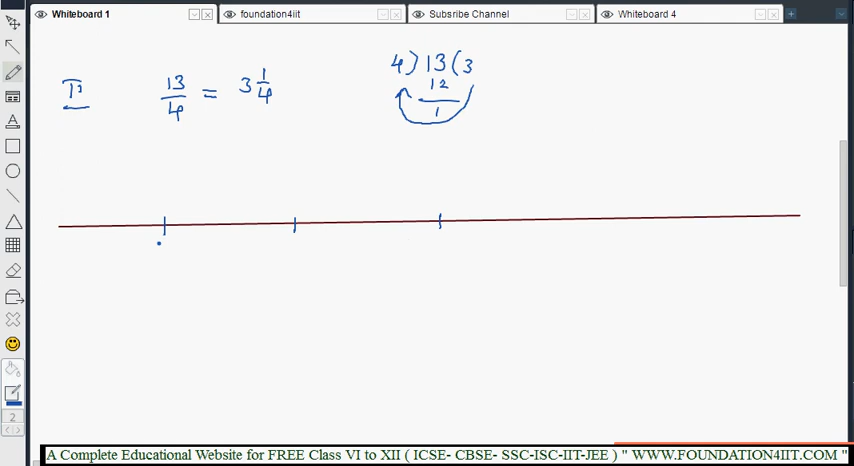 Whiteboard 1 foundation4iit Subsribe Channel Whiteboard 4
13/4 = 3 1/4
4)13(3
12
1
2
A Complete Educational Website for FREE Class VI to XII ( ICSE- CBSE- SSC-ISC-IIT-JEE ) " WWW.FOUNDATION4IIT.COM "